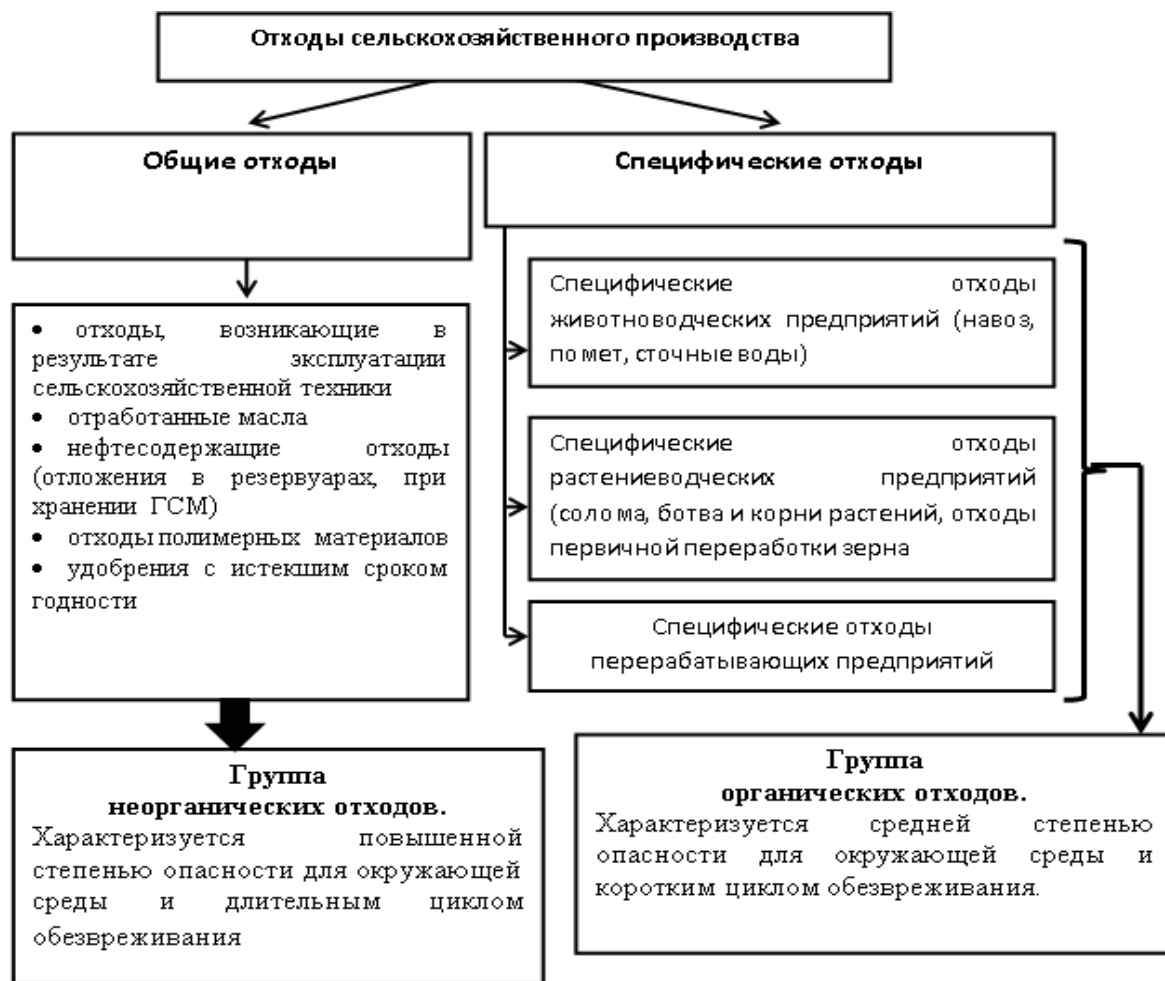 Отходы сельскохозяйственного производства
Общие отходы
Специфические отходы
• отходы, возникающие в
результате эксплуатации
сельскохозяйственной техники
• отработанные масла
• нефтесодержащие отходы
(отложения в резервуарах, при
хранении ГСМ)
• отходы полимерных материалов
• удобрения с истекшим сроком
годности
Специфические отходы
животноводческих предприятий (навоз,
помет, сточные воды)
Специфические отходы
растениеводческих предприятий
(солома, ботва и корни растений, отходы
первичной переработки зерна
Специфические отходы
перерабатывающих предприятий
Группа
неорганических отходов.
Характеризуется повышенной
степенью опасности для окружающей
среды и длительным циклом
обезвреживания
Группа
органических отходов.
Характеризуется средней степенью
опасности для окружающей среды и
коротким циклом обезвреживания.